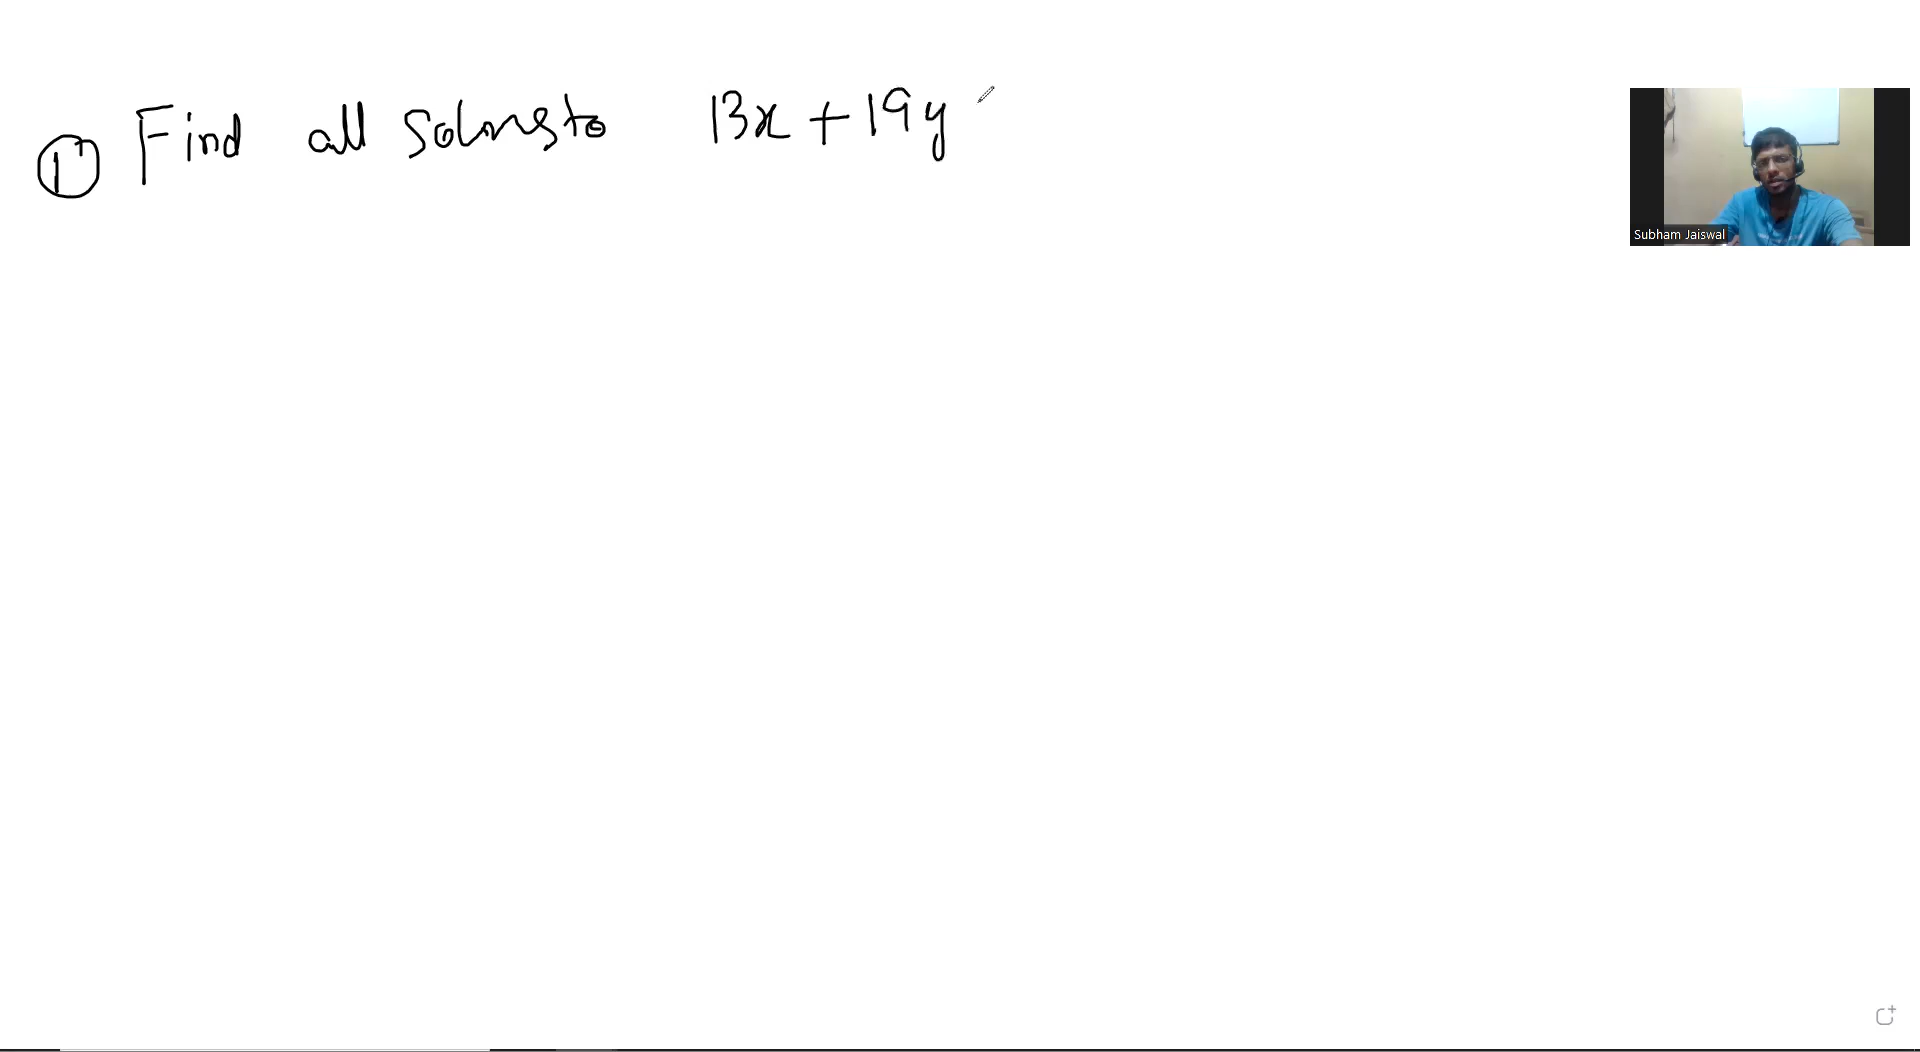 ① Find all solns to 13x + 19y
Subham Jaiswal